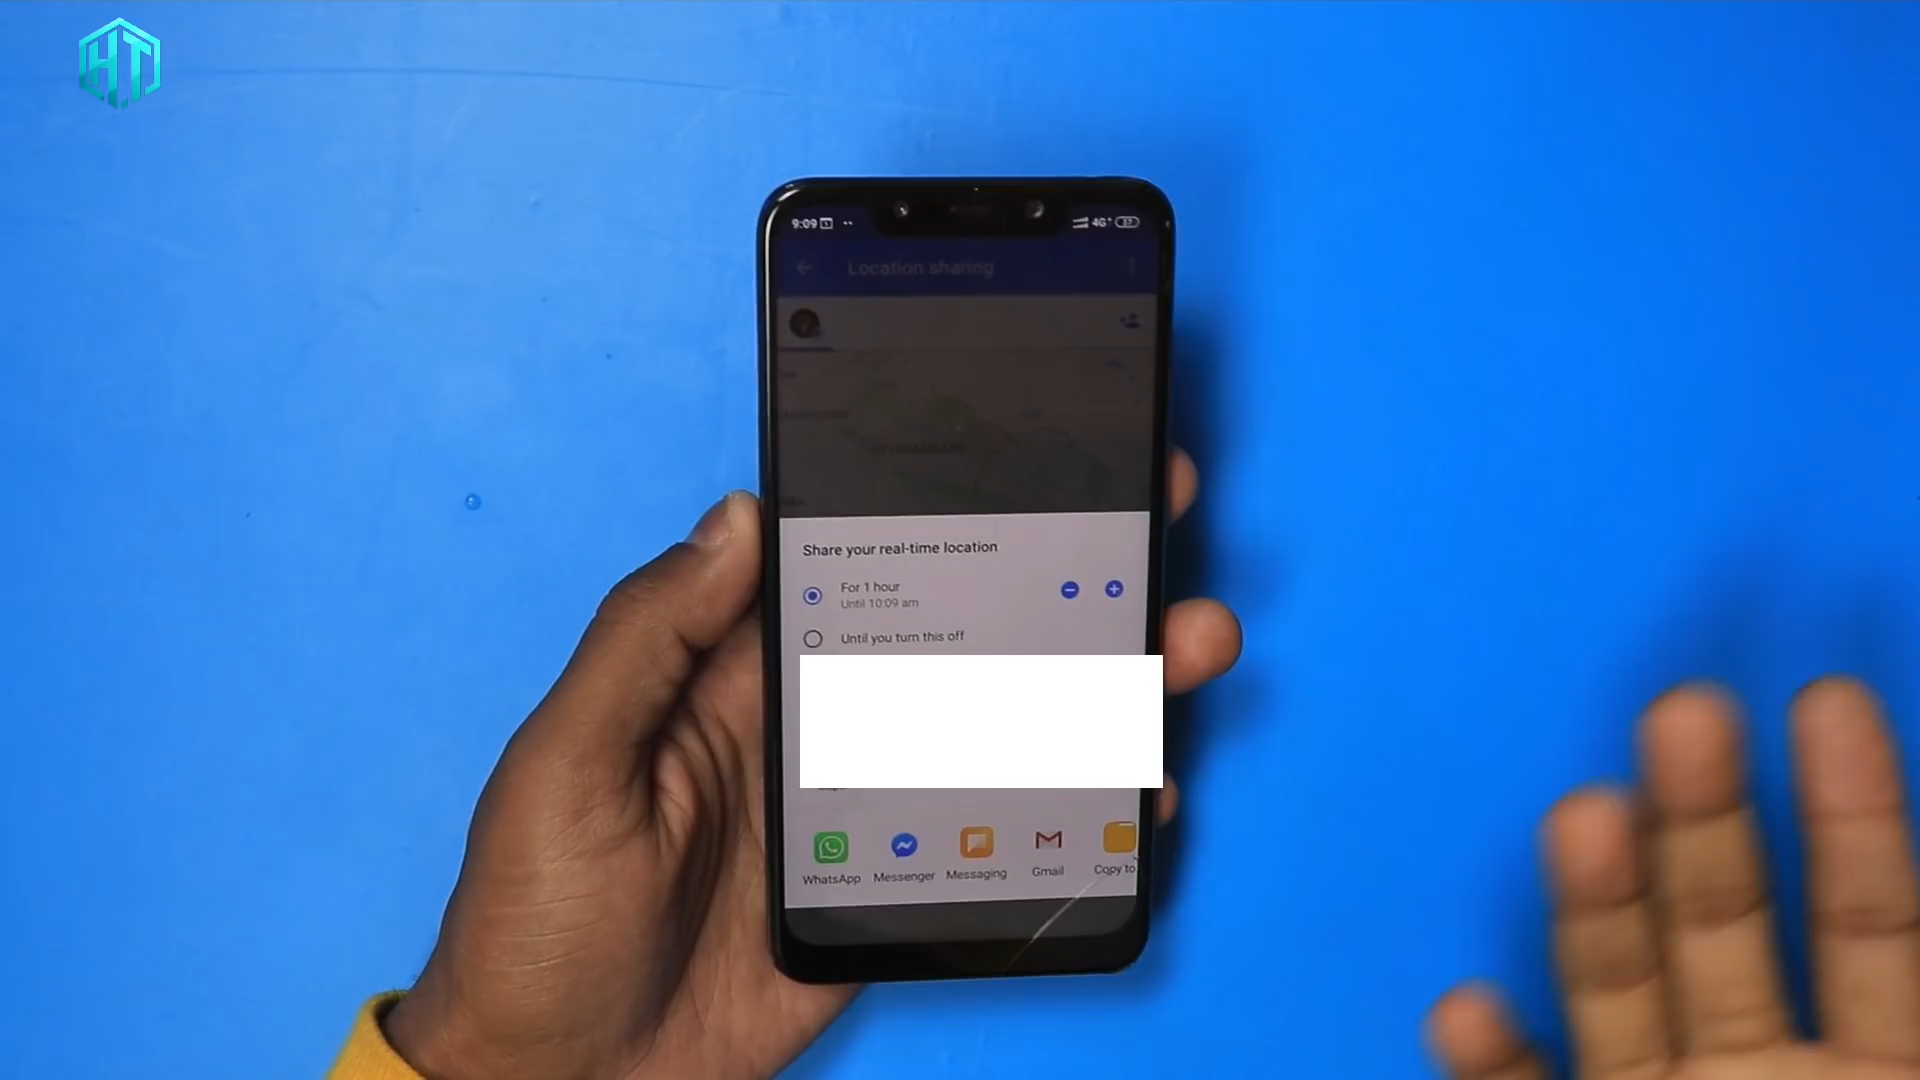 HT
9:09
4G+
Location sharing
Share your real-time location
For 1 hour
Until 10:09 am
Until you turn this off
WhatsApp
Messenger
Messaging
Gmail
Copy to